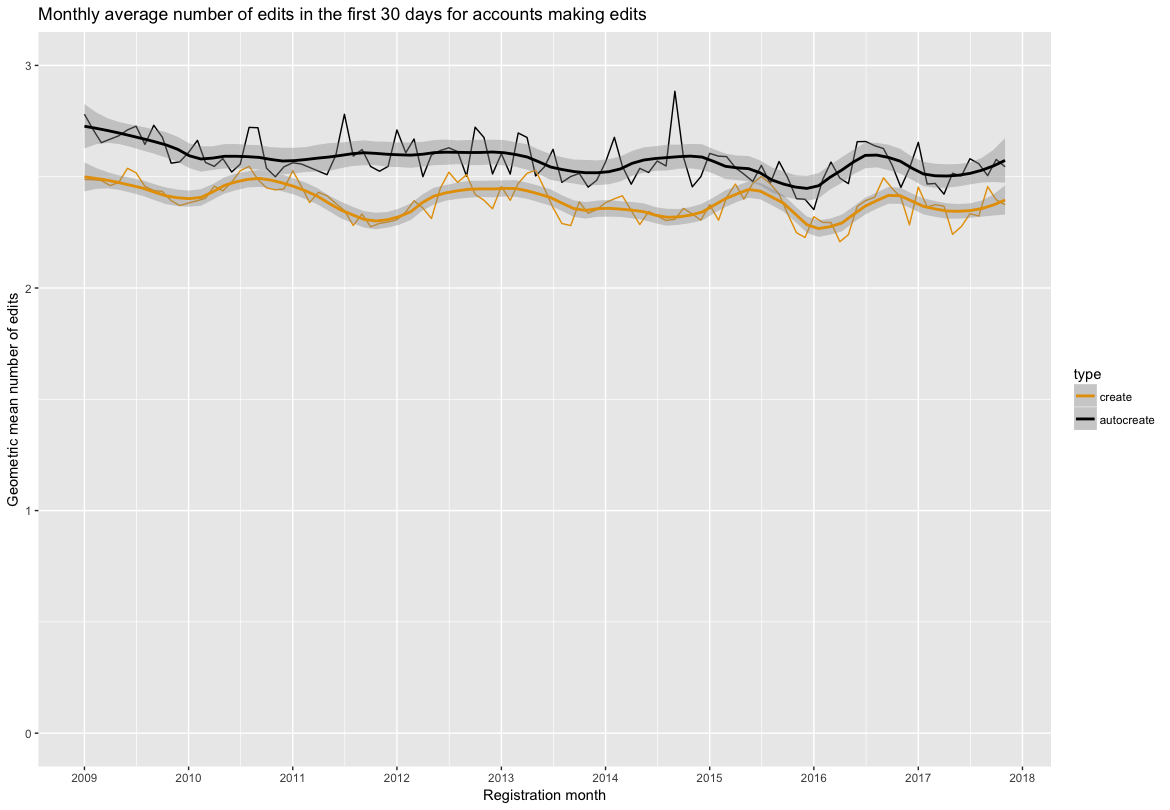 Monthly average number of edits in the first 30 days for accounts making edits
3
2
1
0
Geometric mean number of edits
2009 2010 2011 2012 2013 2014 2015 2016 2017 2018
Registration month
type
create
autocreate